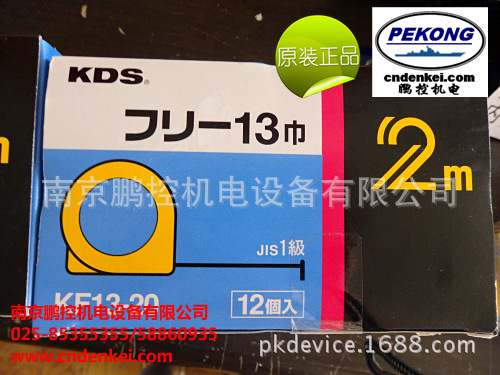 原装正品
PEKONG
cndenkei.com
鹏控机电
KDS®
フリー13巾
2m
m
南京鹏控机电设备有限公司
JIS1級
KF13-20
12個入
南京鹏控机电设备有限公司
025-85355355/58860935
www.cndenkei.com
pkdevice.1688.com